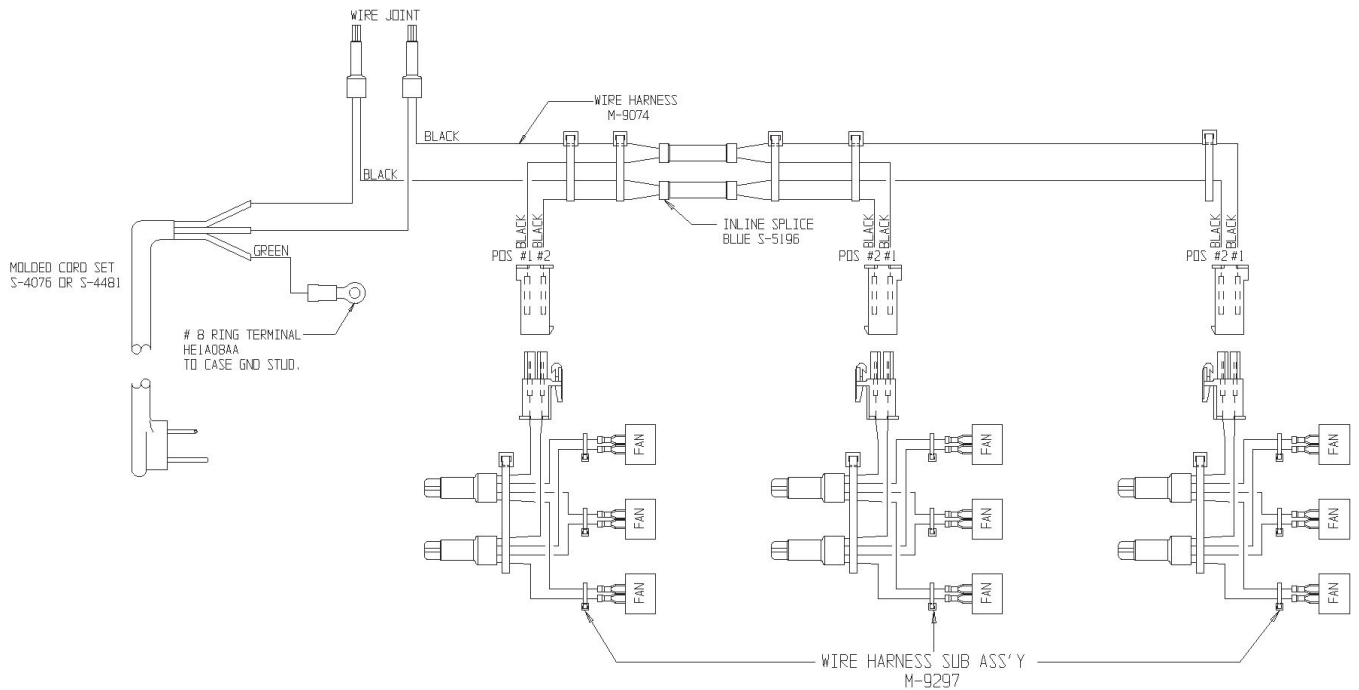 WIRE JOINT
WIRE HARNESS
M-9074
BLACK
BLACK
INLINE SPLICE
BLUE S-5196
GREEN
MOLDED CORD SET
S-4076 OR S-4481
# 8 RING TERMINAL
HE1A08AA
TO CASE GND STUD.
BLACK
BLACK
POS #1 #2
BLACK
BLACK
POS #2 #1
BLACK
BLACK
POS #2 #1
FAN
FAN
FAN
FAN
FAN
FAN
FAN
FAN
FAN
WIRE HARNESS SUB ASS'Y
M-9297